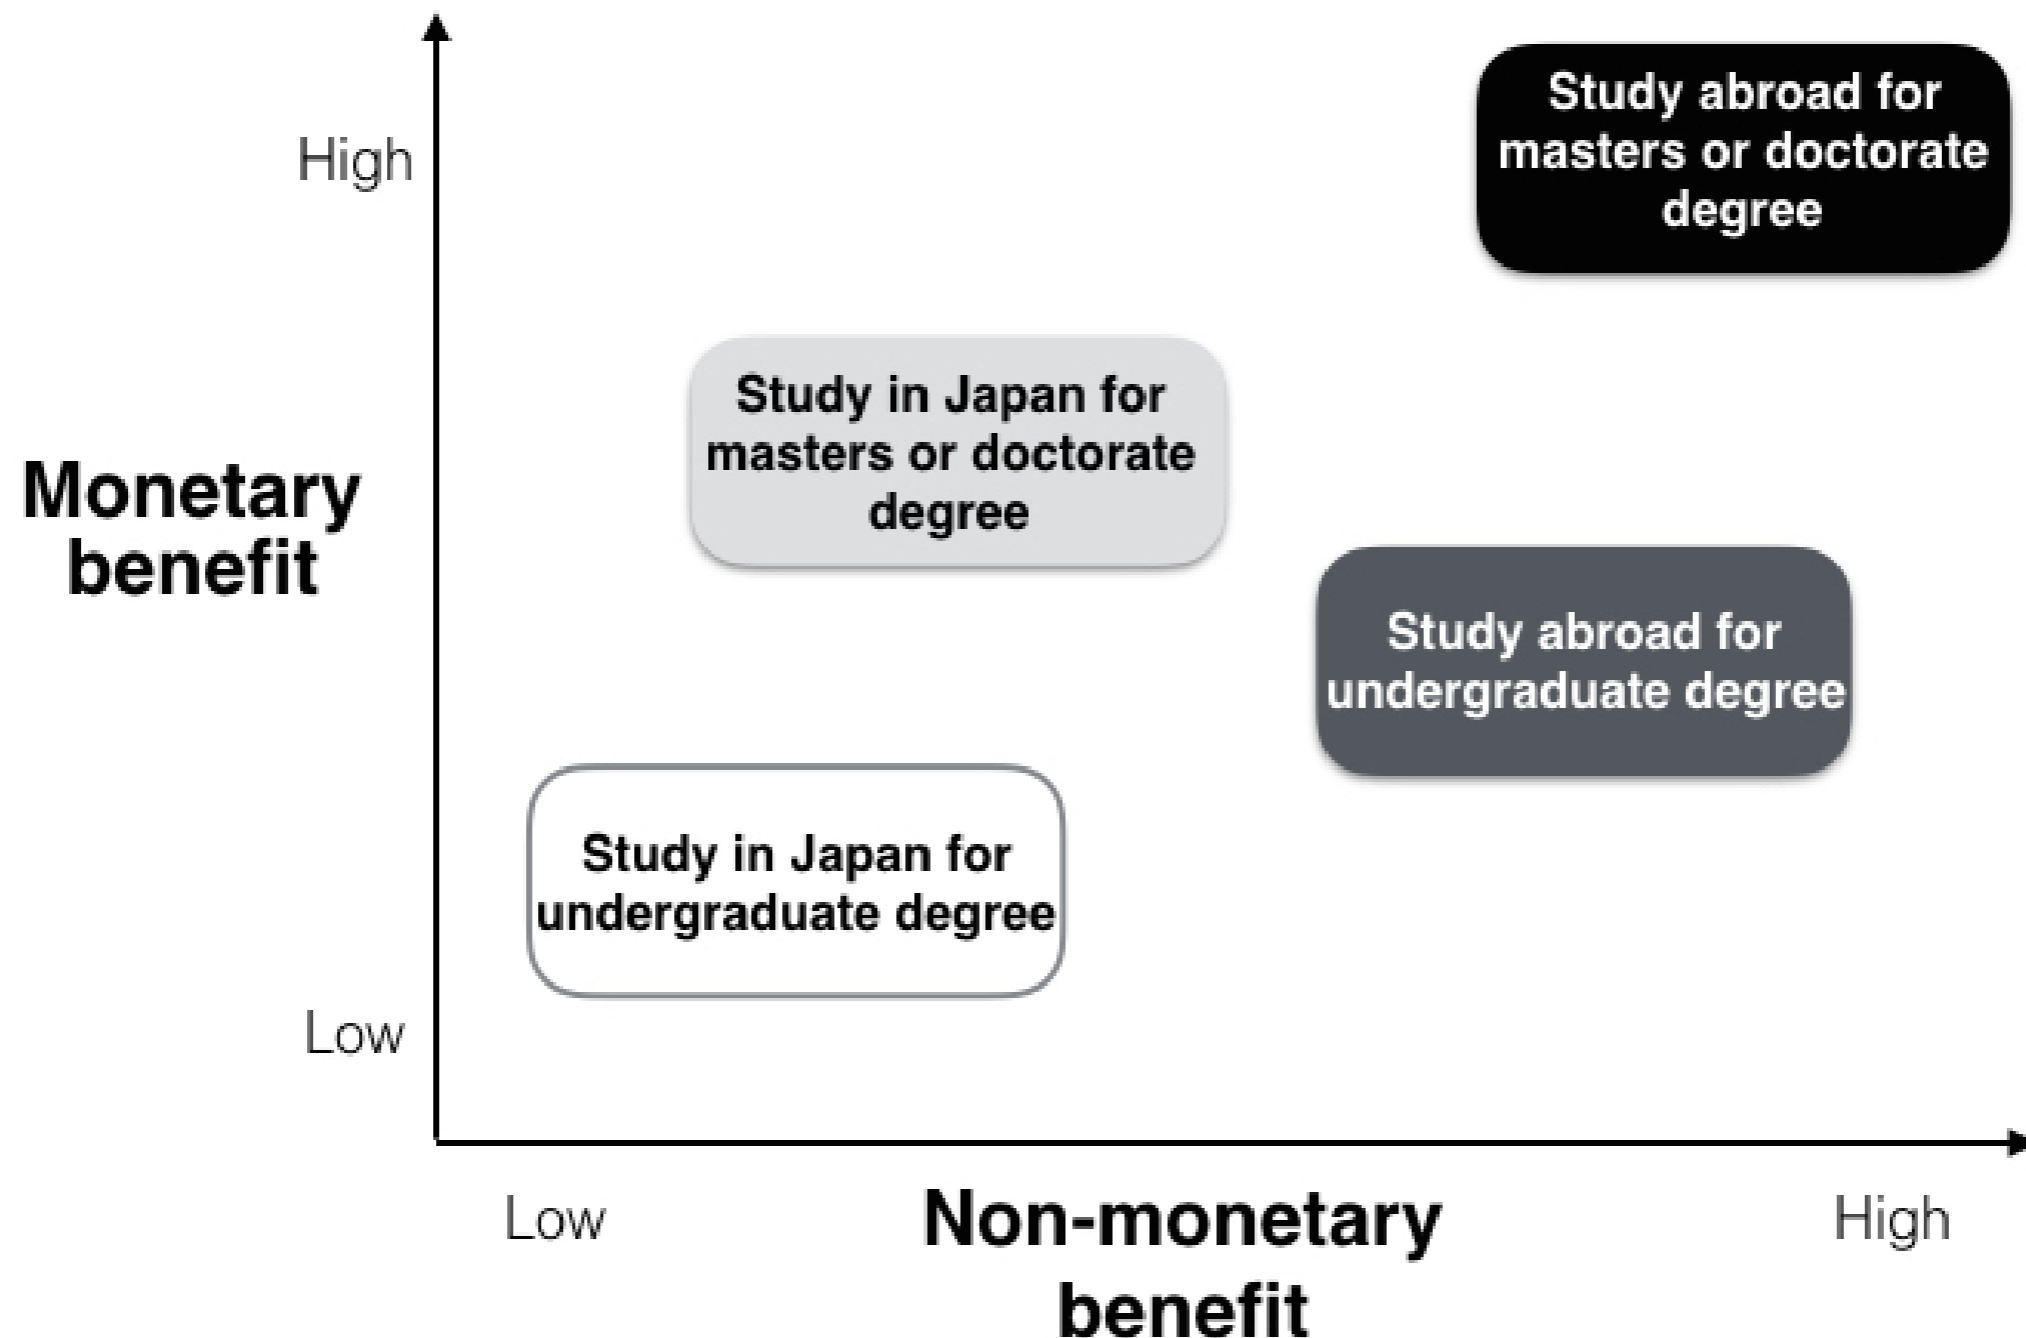 High
Study abroad for
masters or doctorate
degree
Study in Japan for
masters or doctorate
degree
Monetary
benefit
Study abroad for
undergraduate degree
Study in Japan for
undergraduate degree
Low
Low
Non-monetary
benefit
High